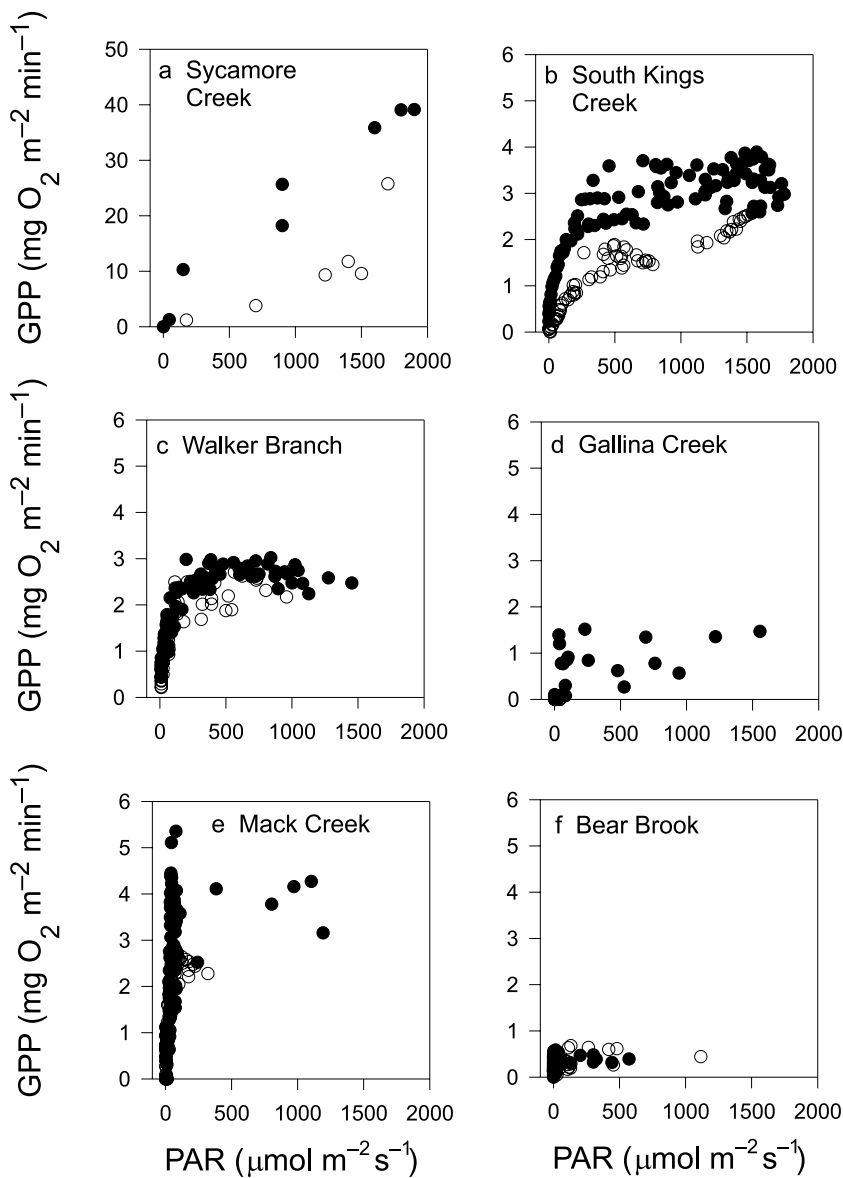 a Sycamore
Creek
GPP (mg O₂ m⁻² min⁻¹)
50
40
30
20
10
0
0 500 1000 1500 2000
b South Kings
Creek
6
5
4
3
2
1
0
0 500 1000 1500 2000
c Walker Branch
GPP (mg O₂ m⁻² min⁻¹)
6
5
4
3
2
1
0
0 500 1000 1500 2000
d Gallina Creek
6
5
4
3
2
1
0
0 500 1000 1500 2000
e Mack Creek
GPP (mg O₂ m⁻² min⁻¹)
6
5
4
3
2
1
0
0 500 1000 1500 2000
PAR (μmol m⁻² s⁻¹)
f Bear Brook
6
5
4
3
2
1
0
0 500 1000 1500 2000
PAR (μmol m⁻² s⁻¹)